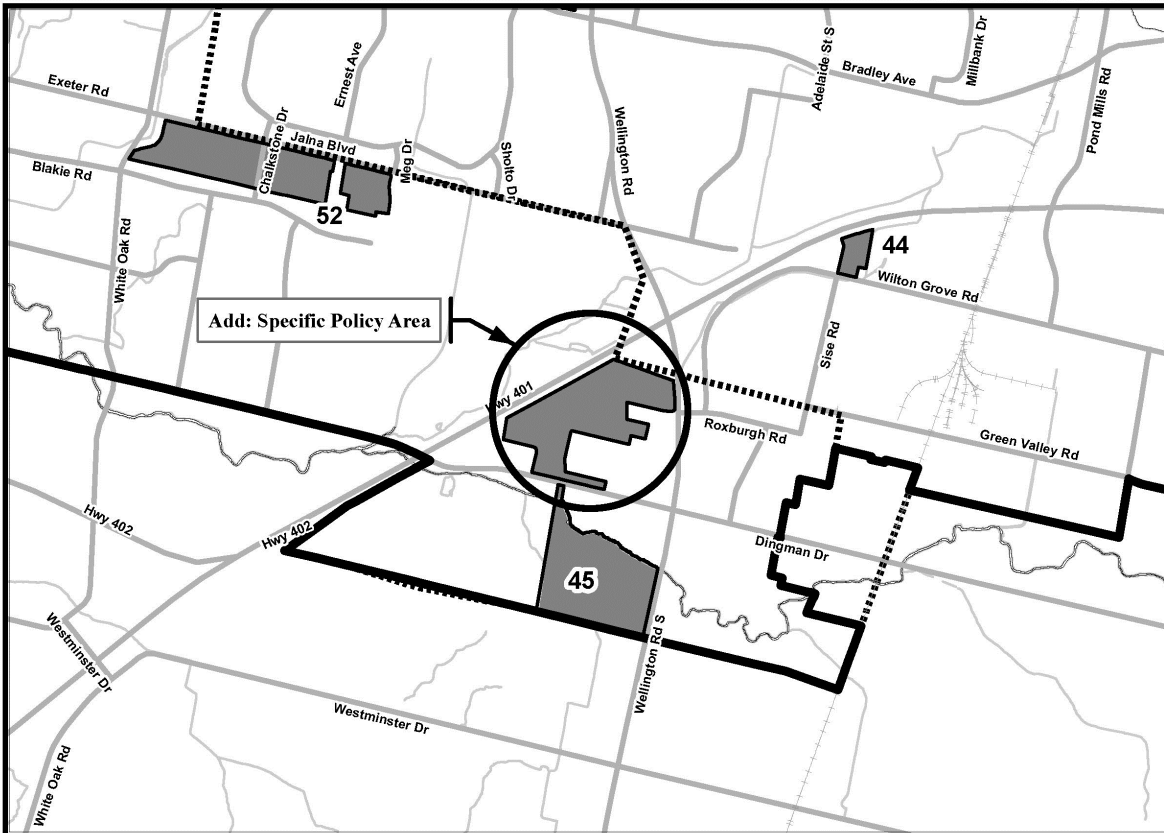 Exeter Rd
Ernest Ave
Adelaide St S
Bradley Ave
Millbank Dr
Pond Mills Rd
Wellington Rd
Chalkstone Dr
Jalna Blvd
Meg Dr
Sholto Dr
Blakie Rd
52
White Oak Rd
44
Wilton Grove Rd
Add: Specific Policy Area
Sise Rd
Hwy 401
Roxburgh Rd
Green Valley Rd
Hwy 402
Hwy 402
Dingman Dr
45
Westminster Dr
Wellington Rd S
Westminster Dr
White Oak Rd